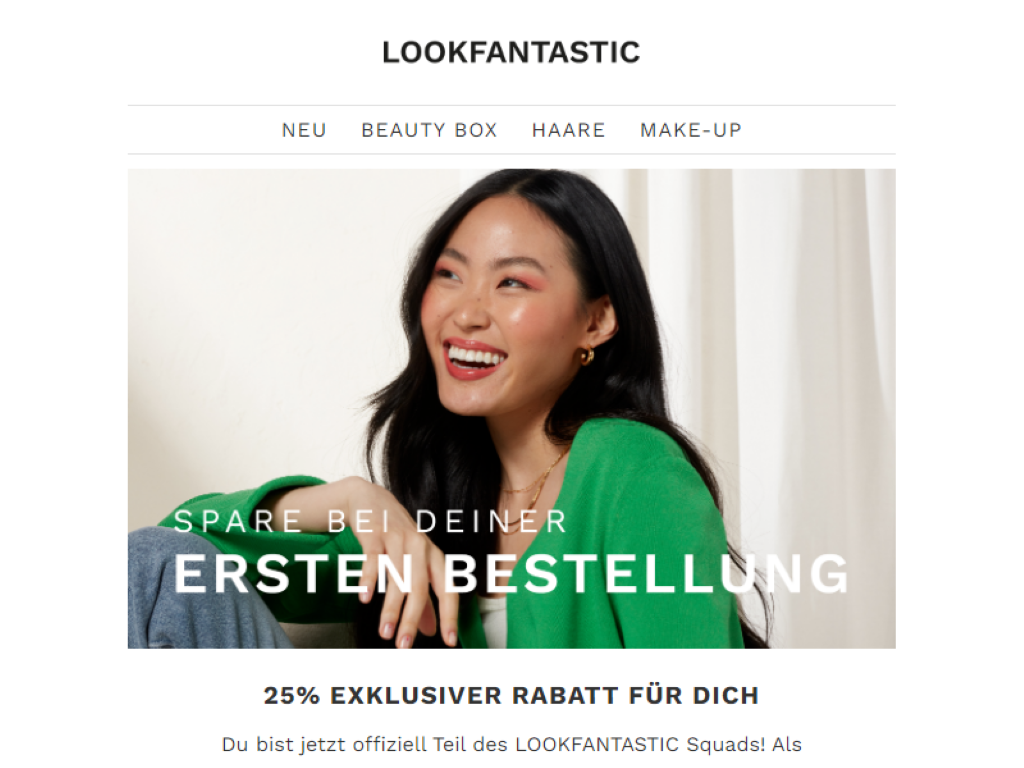 LOOKFANTASTIC
NEU BEAUTY BOX HAARE MAKE-UP
SPARE BEI DEINER
ERSTEN BESTELLUNG
25% EXKLUSIVER RABATT FÜR DICH
Du bist jetzt offiziell Teil des LOOKFANTASTIC Squads! Als